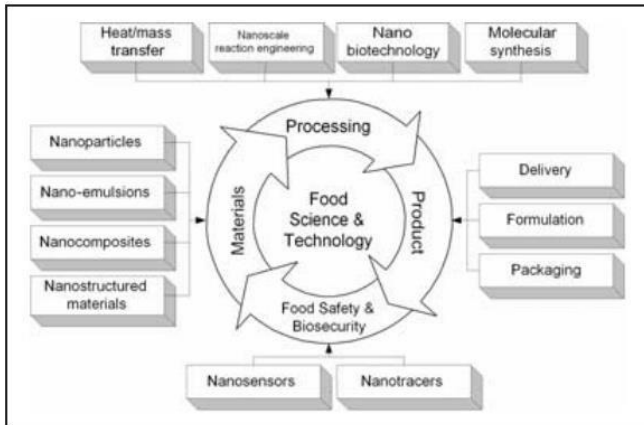 Heat/mass
transfer
Nanoscale
reaction engineering
Nano
biotechnology
Molecular
synthesis
Processing
Nanoparticles
Nano-emulsions
Nanocomposites
Nanostructured
materials
Materials
Food
Science &
Technology
Product
Delivery
Formulation
Packaging
Food Safety &
Biosecurity
Nanosensors
Nanotracers